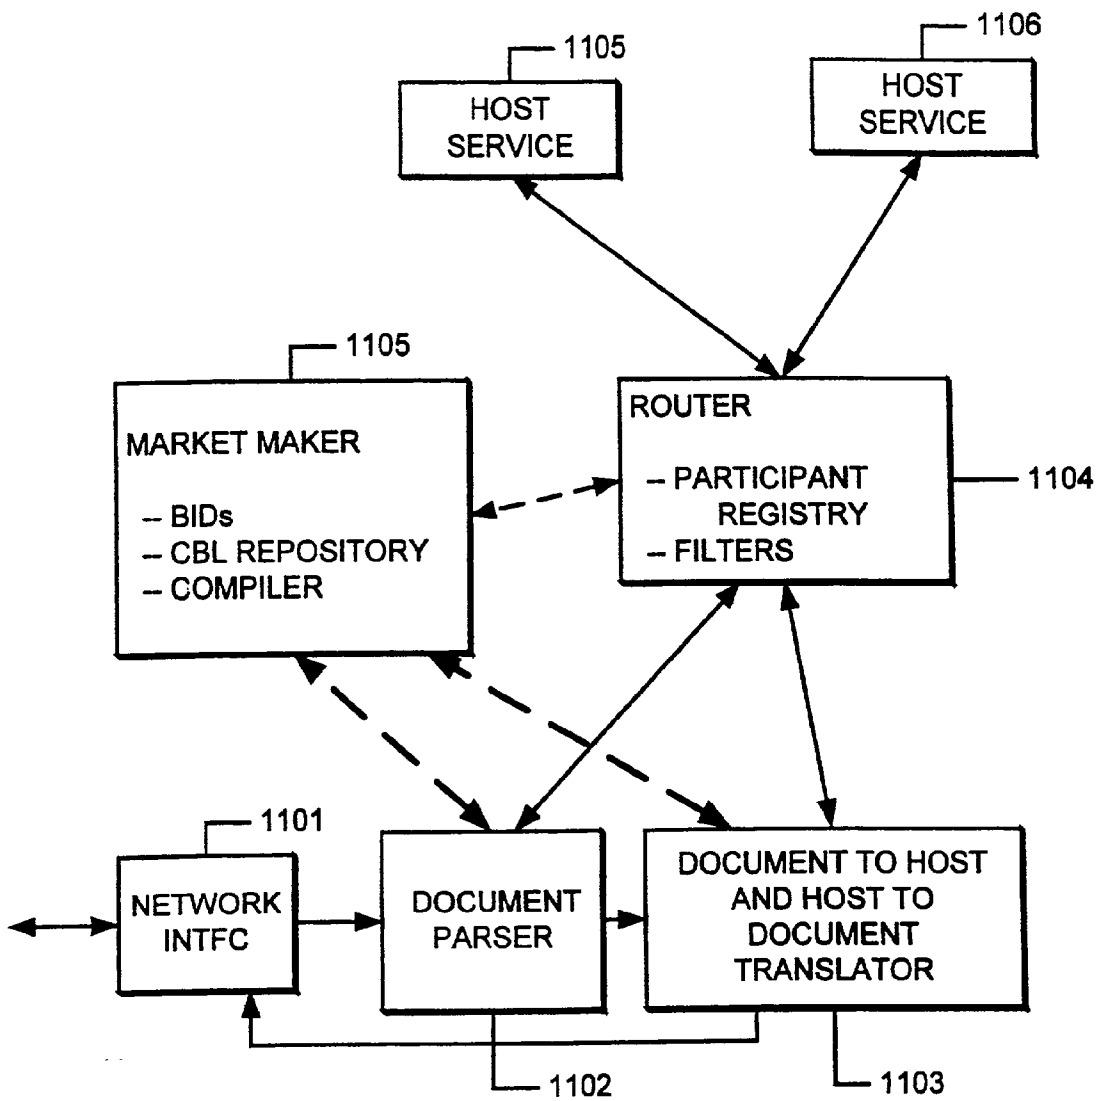 1105
1106
HOST
SERVICE
HOST
SERVICE
1105
MARKET MAKER
– BIDs
– CBL REPOSITORY
– COMPILER
ROUTER
– PARTICIPANT
REGISTRY
– FILTERS
1104
1101
NETWORK
INTFC
DOCUMENT
PARSER
DOCUMENT TO HOST
AND HOST TO
DOCUMENT
TRANSLATOR
1102
1103